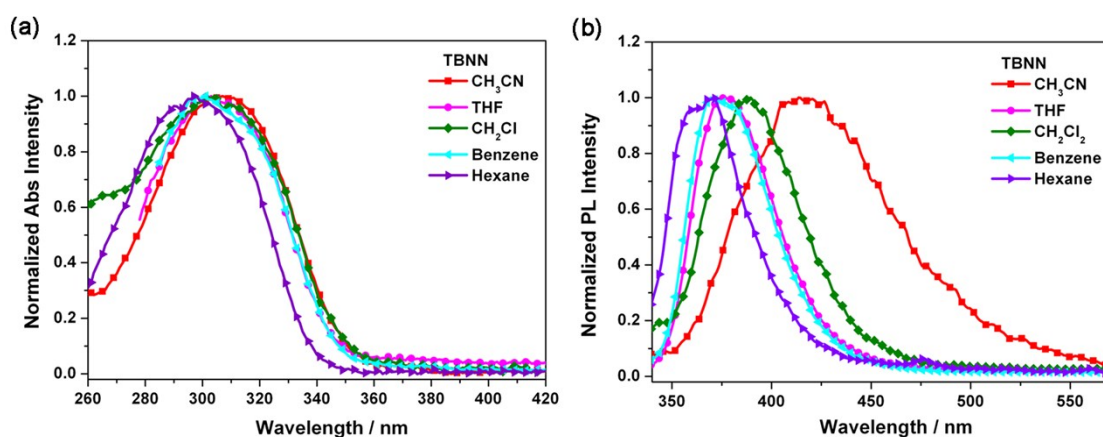 (a)
Normalized Abs Intensity
1.2
1.0
0.8
0.6
0.4
0.2
0.0
TBNN
CH₃CN
THF
CH₂Cl
Benzene
Hexane
260 280 300 320 340 360 380 400 420
Wavelength / nm
(b)
Normalized PL Intensity
1.2
1.0
0.8
0.6
0.4
0.2
0.0
TBNN
CH₃CN
THF
CH₂Cl₂
Benzene
Hexane
350 400 450 500 550
Wavelength / nm